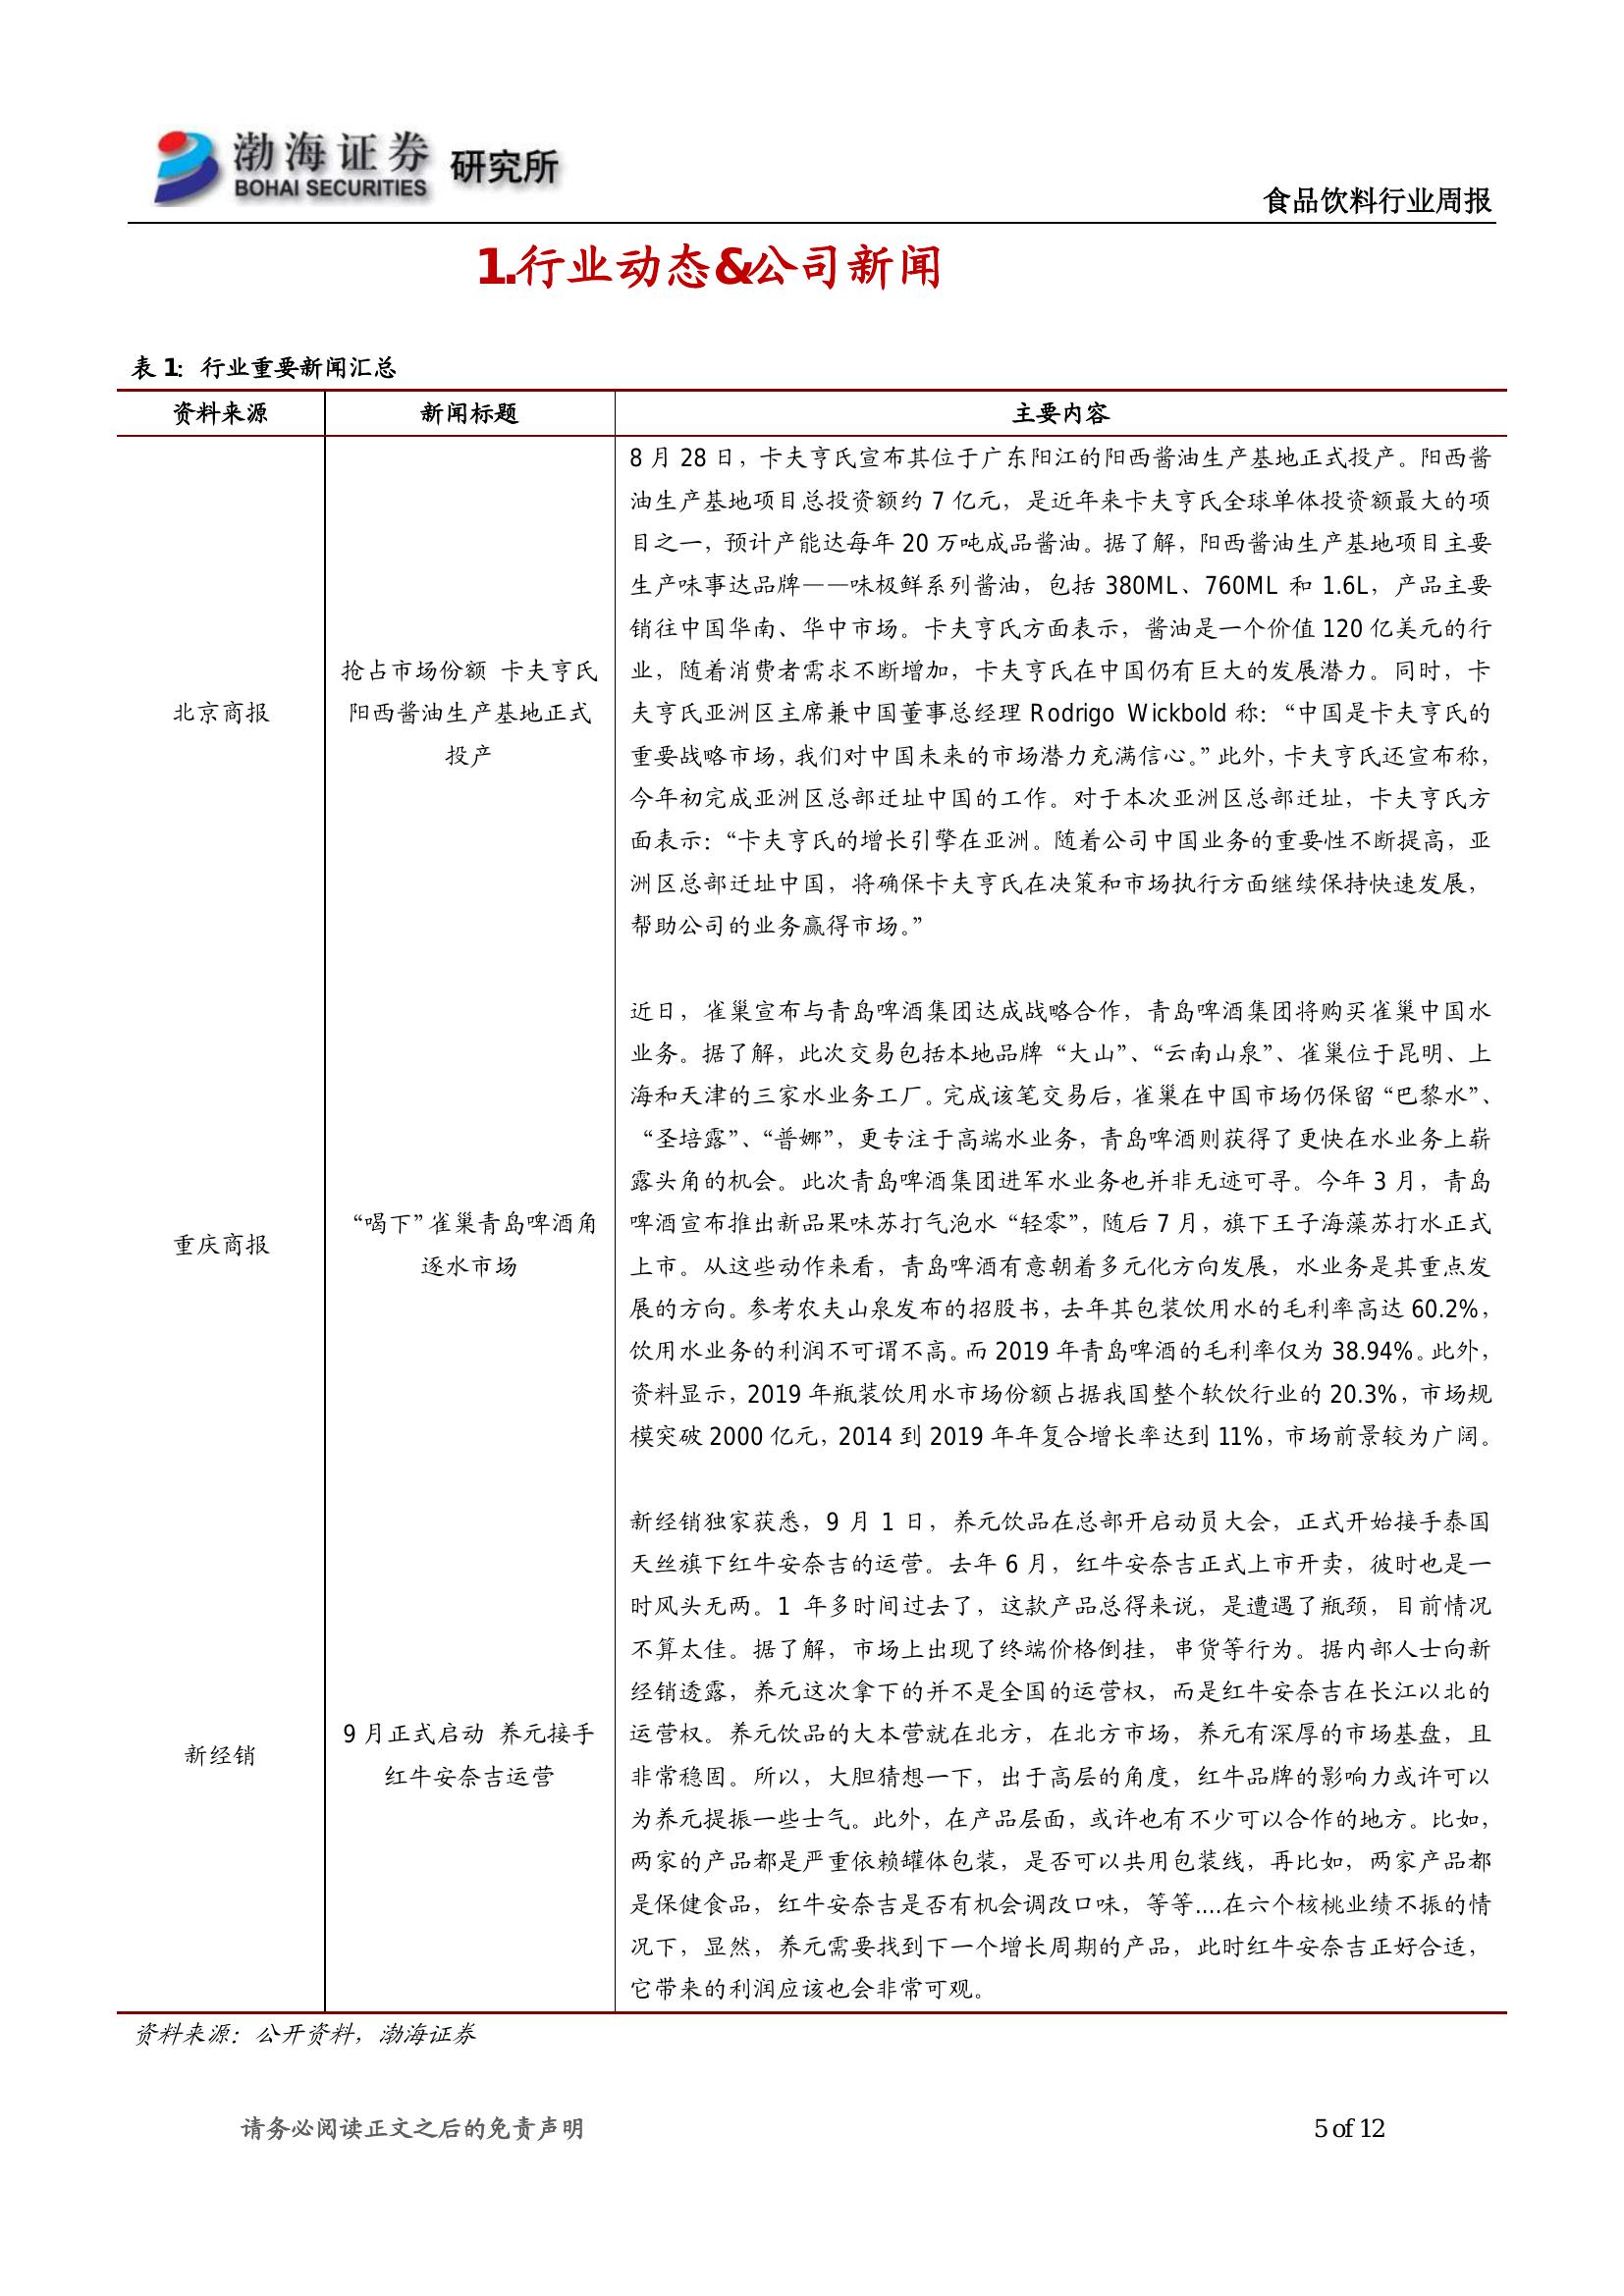 渤海证券 研究所
BOHAI SECURITIES
食品饮料行业周报
1.行业动态&公司新闻
表 1：行业重要新闻汇总
资料来源 新闻标题 主要内容
北京商报
抢占市场份额 卡夫亨氏
阳西酱油生产基地正式
投产
8 月 28 日，卡夫亨氏宣布其位于广东阳江的阳西酱油生产基地正式投产。阳西酱
油生产基地项目总投资额约 7 亿元，是近年来卡夫亨氏全球单体投资额最大的项
目之一，预计产能达每年 20 万吨成品酱油。据了解，阳西酱油生产基地项目主要
生产味事达品牌——味极鲜系列酱油，包括 380ML、760ML 和 1.6L，产品主要
销往中国华南、华中市场。卡夫亨氏方面表示，酱油是一个价值 120 亿美元的行
业，随着消费者需求不断增加，卡夫亨氏在中国仍有巨大的发展潜力。同时，卡
夫亨氏亚洲区主席兼中国董事总经理 Rodrigo Wickbold 称：“中国是卡夫亨氏的
重要战略市场，我们对中国未来的市场潜力充满信心。”此外，卡夫亨氏还宣布称，
今年初完成亚洲区总部迁址中国的工作。对于本次亚洲区总部迁址，卡夫亨氏方
面表示：“卡夫亨氏的增长引擎在亚洲。随着公司中国业务的重要性不断提高，亚
洲区总部迁址中国，将确保卡夫亨氏在决策和市场执行方面继续保持快速发展，
帮助公司的业务赢得市场。”
重庆商报
“喝下”雀巢青岛啤酒角
逐水市场
近日，雀巢宣布与青岛啤酒集团达成战略合作，青岛啤酒集团将购买雀巢中国水
业务。据了解，此次交易包括本地品牌“大山”、“云南山泉”、雀巢位于昆明、上
海和天津的三家水业务工厂。完成该笔交易后，雀巢在中国市场仍保留“巴黎水”、
“圣培露”、“普娜”，更专注于高端水业务，青岛啤酒则获得了更快在水业务上崭
露头角的机会。此次青岛啤酒集团进军水业务也并非无迹可寻。今年 3 月，青岛
啤酒宣布推出新品果味苏打气泡水“轻零”，随后 7 月，旗下王子海藻苏打水正式
上市。从这些动作来看，青岛啤酒有意朝着多元化方向发展，水业务是其重点发
展的方向。参考农夫山泉发布的招股书，去年其包装饮用水的毛利率高达 60.2%，
饮用水业务的利润不可谓不高。而 2019 年青岛啤酒的毛利率仅为 38.94%。此外，
资料显示，2019 年瓶装饮用水市场份额占据我国整个软饮行业的 20.3%，市场规
模突破 2000 亿元，2014 到 2019 年年复合增长率达到 11%，市场前景较为广阔。
新经销
9 月正式启动 养元接手
红牛安奈吉运营
新经销独家获悉，9 月 1 日，养元饮品在总部开启动员大会，正式开始接手泰国
天丝旗下红牛安奈吉的运营。去年 6 月，红牛安奈吉正式上市开卖，彼时也是一
时风头无两。1 年多时间过去了，这款产品总得来说，是遭遇了瓶颈，目前情况
不算太佳。据了解，市场上出现了终端价格倒挂，串货等行为。据内部人士向新
经销透露，养元这次拿下的并不是全国的运营权，而是红牛安奈吉在长江以北的
运营权。养元饮品的大本营就在北方，在北方市场，养元有深厚的市场基盘，且
非常稳固。所以，大胆猜想一下，出于高层的角度，红牛品牌的影响力或许可以
为养元提振一些士气。此外，在产品层面，或许也有不少可以合作的地方。比如，
两家的产品都是严重依赖罐体包装，是否可以共用包装线，再比如，两家产品都
是保健食品，红牛安奈吉是否有机会调改口味，等等....在六个核桃业绩不振的情
况下，显然，养元需要找到下一个增长周期的产品，此时红牛安奈吉正好合适，
它带来的利润应该也会非常可观。
资料来源：公开资料，渤海证券
请务必阅读正文之后的免责声明 5 of 12